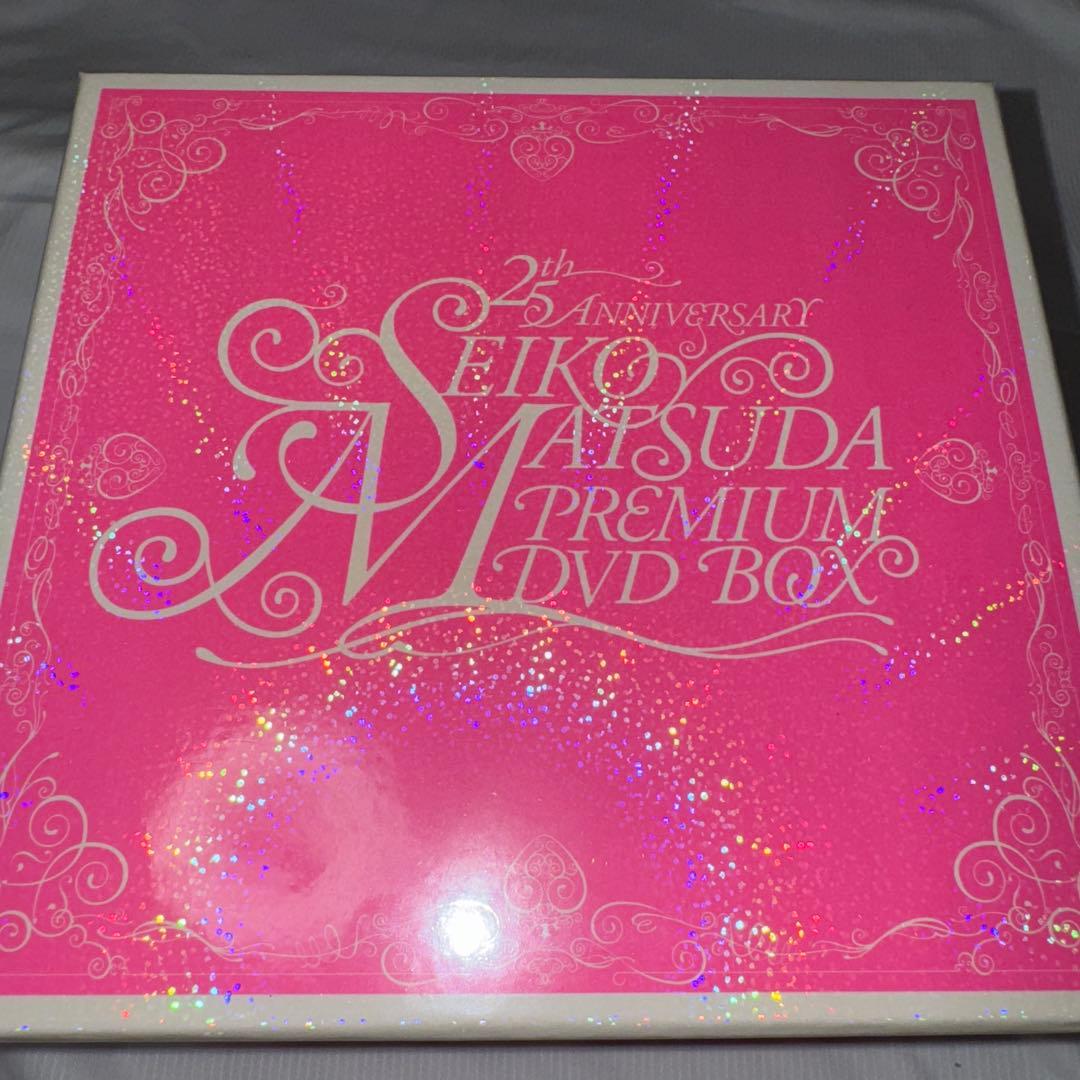 25th ANNIVERSARY
SEIKO
MATSUDA
PREMIUM
DVD BOX